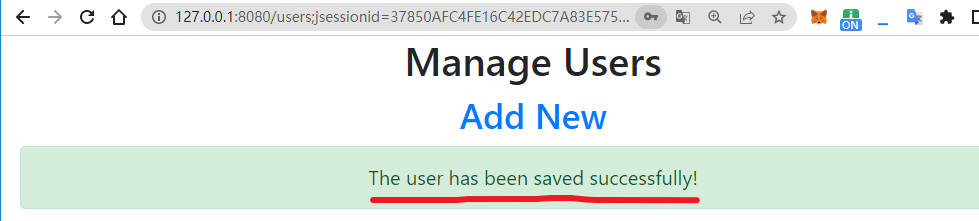 127.0.0.1:8080/users;jsessionid=37850AFC4FE16C42EDC7A83E575...
ON
Manage Users
Add New
The user has been saved successfully!